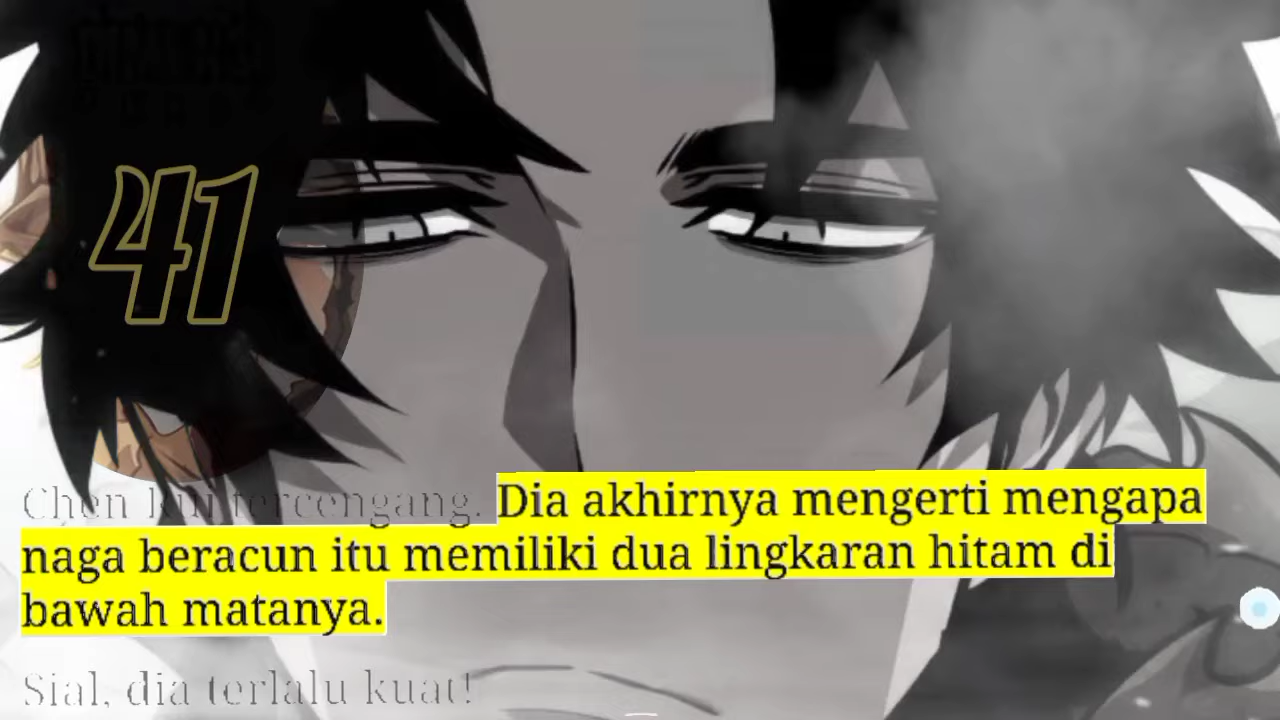 41
Chen Rui tercengang. Dia akhirnya mengerti mengapa
naga beracun itu memiliki dua lingkaran hitam di
bawah matanya.
Sial, dia terlalu kuat!